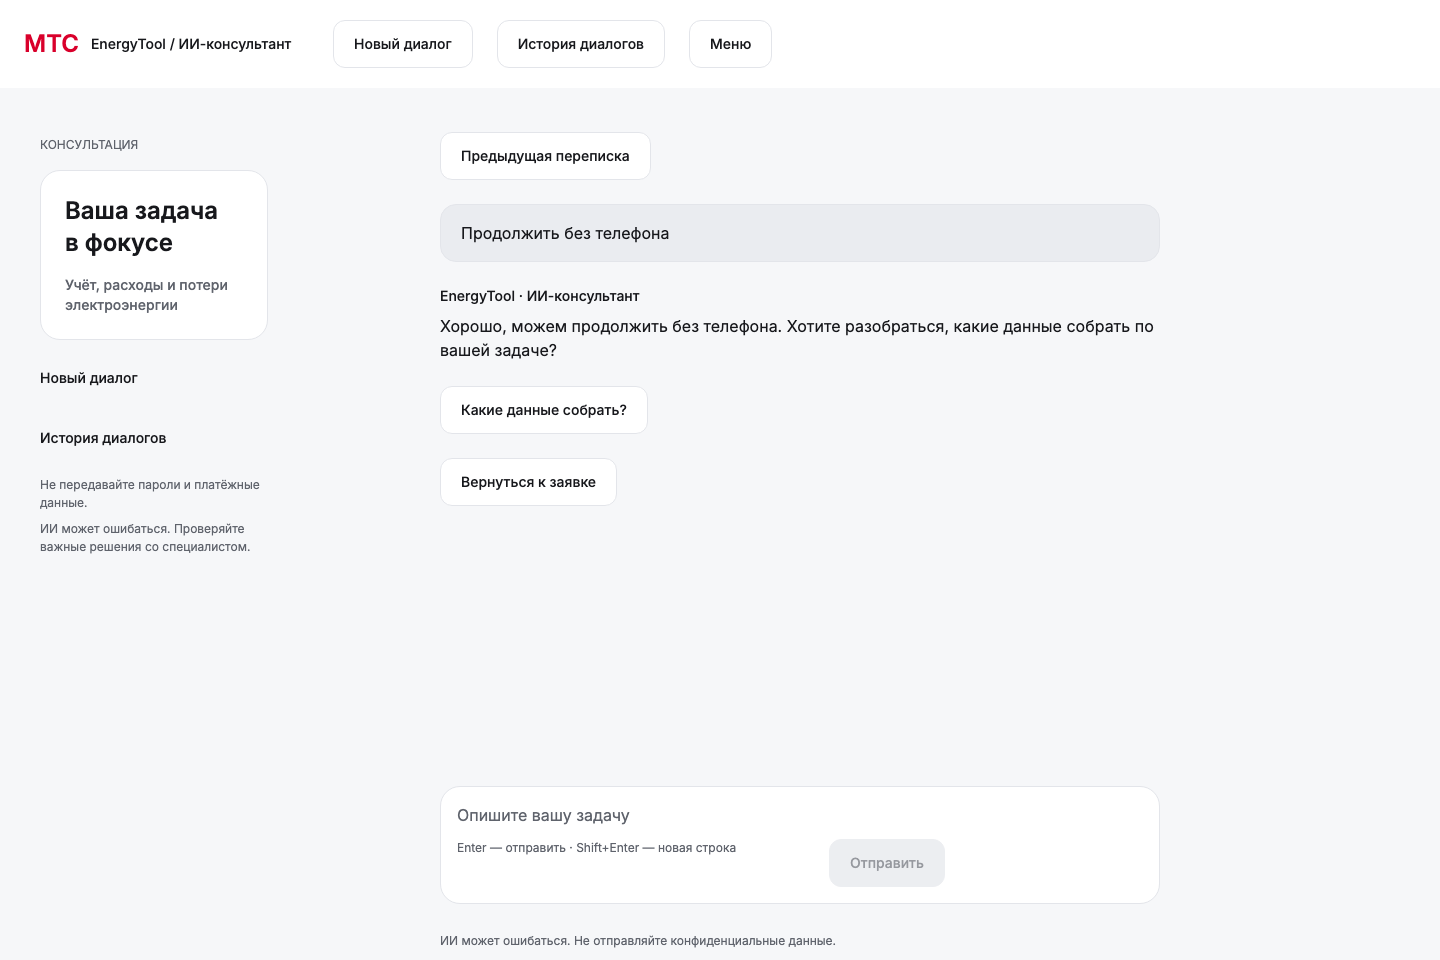 МТС EnergyTool / ИИ-консультант Новый диалог История диалогов Меню
КОНСУЛЬТАЦИЯ
Ваша задача
в фокусе
Учёт, расходы и потери
электроэнергии
Новый диалог
История диалогов
Не передавайте пароли и платёжные
данные.
ИИ может ошибаться. Проверяйте
важные решения со специалистом.
Предыдущая переписка
Продолжить без телефона
EnergyTool · ИИ-консультант
Хорошо, можем продолжить без телефона. Хотите разобраться, какие данные собрать по
вашей задаче?
Какие данные собрать?
Вернуться к заявке
Опишите вашу задачу
Enter — отправить · Shift+Enter — новая строка
Отправить
ИИ может ошибаться. Не отправляйте конфиденциальные данные.